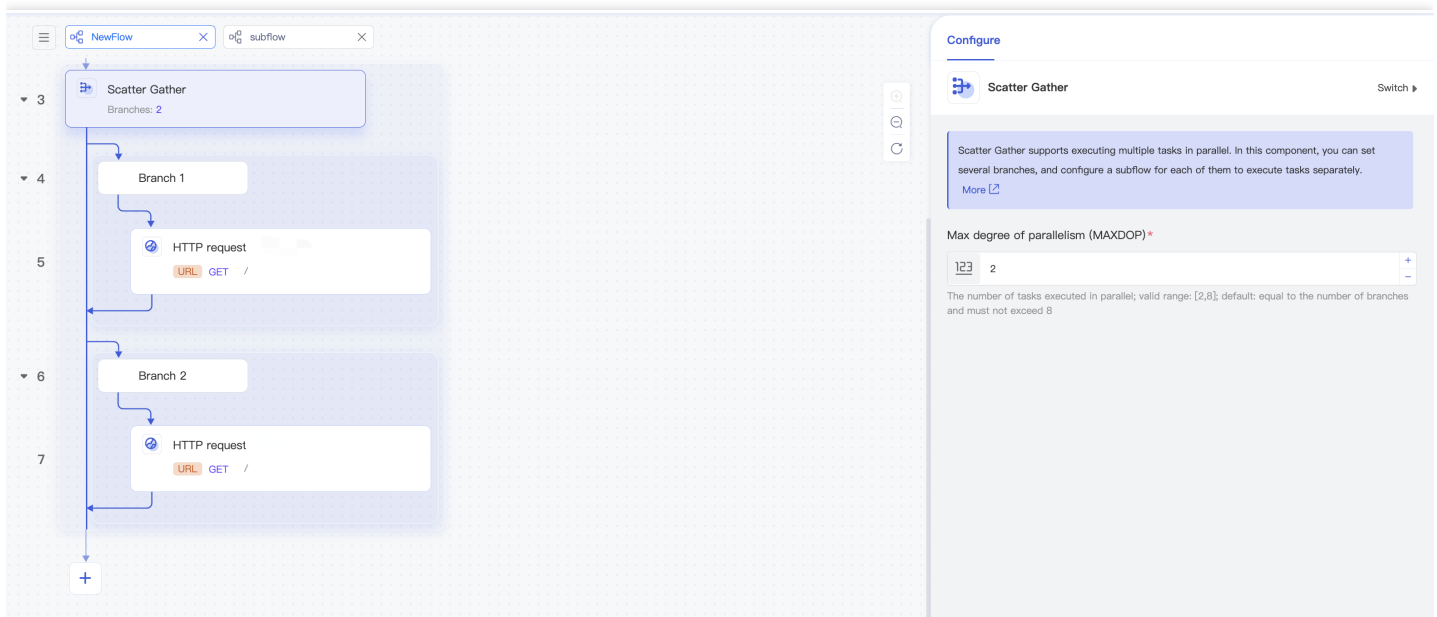 NewFlow
subflow
3
Scatter Gather
Branches: 2
4
Branch 1
5
HTTP request
URL GET /
6
Branch 2
7
HTTP request
URL GET /
Configure
Scatter Gather
Switch
Scatter Gather supports executing multiple tasks in parallel. In this component, you can set
several branches, and configure a subflow for each of them to execute tasks separately.
More
Max degree of parallelism (MAXDOP)*
123 2
The number of tasks executed in parallel; valid range: [2,8]; default: equal to the number of branches
and must not exceed 8